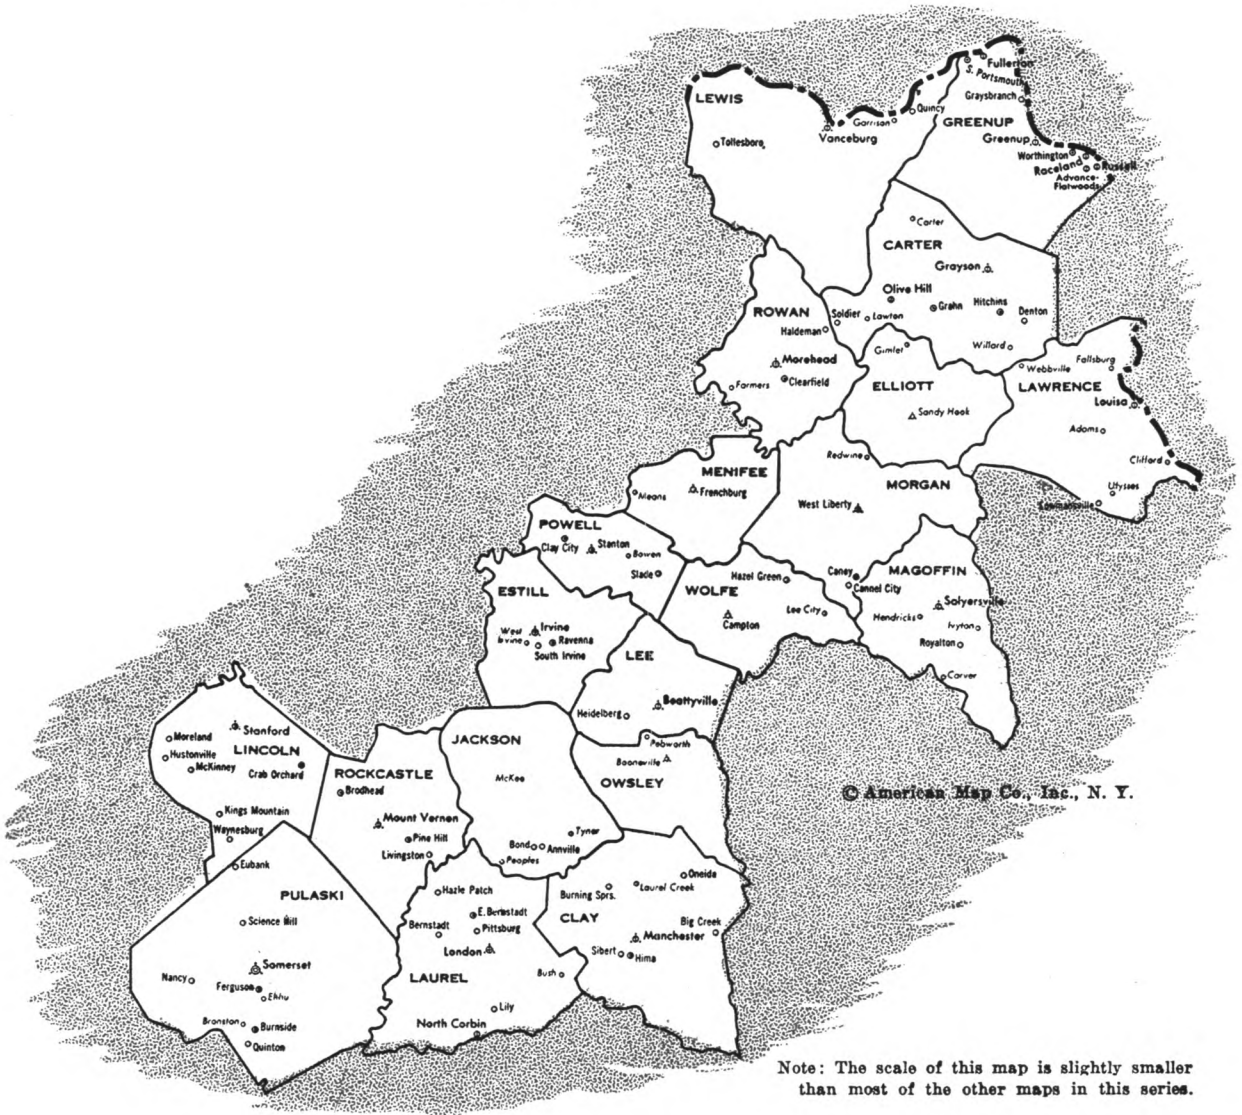 Fullerton
S. Portsmouth
LEWIS
Graysbranch
Quincy
Garrison
GREENUP
Vanceburg
Greenup
Tollesboro
Worthington
Raceland
Russell
Advance-
Flatwoods
Carter
CARTER
Grayson
Olive Hill
Hitchins
Grahn
Denton
ROWAN
Soldier
Lawton
Haldeman
Gimlet
Willard
Morehead
Webbville
Fallsburg
Farmers
Clearfield
ELLIOTT
LAWRENCE
Louisa
Sandy Hook
Adams
Redwine
Clifford
MENIFEE
MORGAN
Means
Frenchburg
Ulysses
West Liberty
Lowmansville
POWELL
Clay City
Stanton
Bowen
Slade
Hazel Green
Caney
MAGOFFIN
Cannel City
ESTILL
WOLFE
Salyersville
Lee City
Hendricks
Campton
Ivyton
West
Irvine
Irvine
Ravenna
South Irvine
Royalton
LEE
Carver
Beattyville
Heidelberg
Stanford
Moreland
LINCOLN
JACKSON
Pebworth
Hustonville
McKinney
Crab Orchard
ROCKCASTLE
McKee
Booneville
OWSLEY
Brodhead
© American Map Co., Inc., N. Y.
Kings Mountain
Mount Vernon
Waynesburg
Pine Hill
Tyner
Bond
Annville
Livingston
Peoples
Eubank
Oneida
PULASKI
Hazle Patch
Burning Sprs.
Laurel Creek
Science Hill
E. Bernstadt
CLAY
Big Creek
Bernstadt
Pittsburg
Manchester
London
Sibert
Hima
Somerset
Nancy
LAUREL
Bush
Ferguson
Elihu
Lily
Bronston
Burnside
North Corbin
Quinton
Note: The scale of this map is slightly smaller
than most of the other maps in this series.